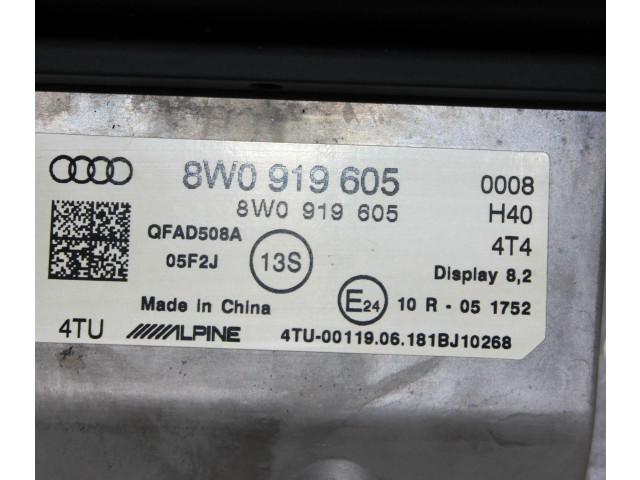 8W0 919 605 0008
8W0 919 605 H40
QFAD508A 4T4
05F2J 13S Display 8,2
Made in China E24 10 R - 05 1752
4TU ALPINE 4TU-00119.06.181BJ10268